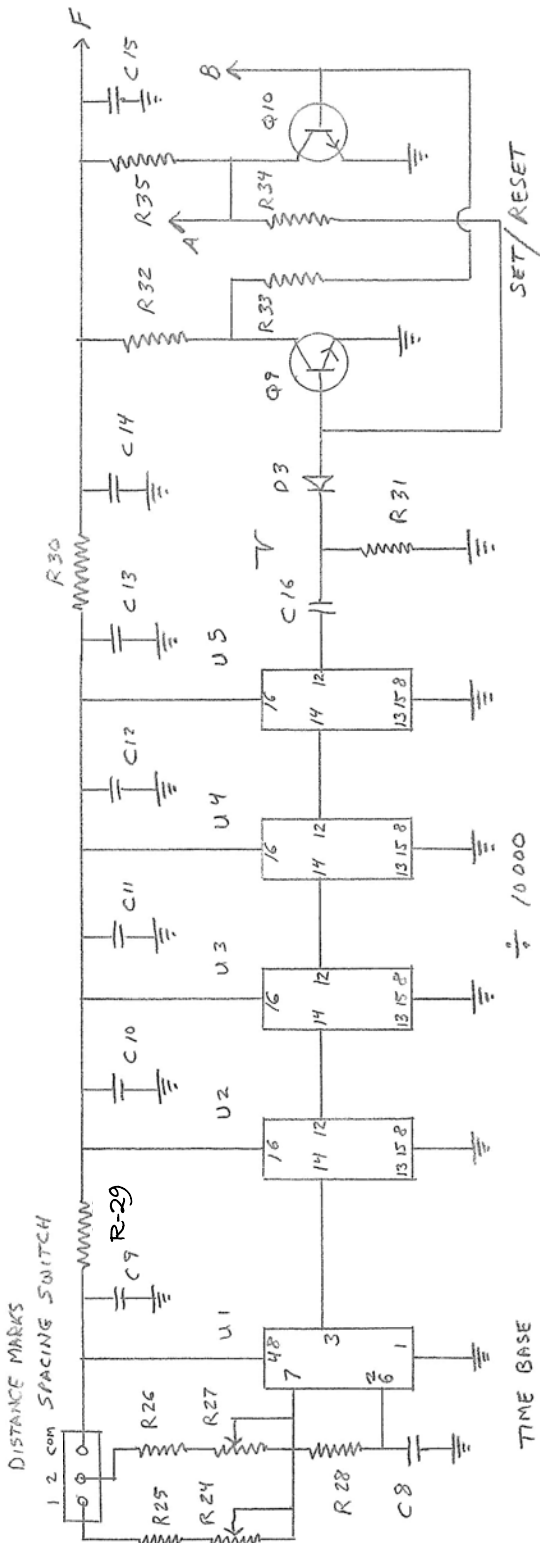 DISTANCE MARKS
SPACING SWITCH
1 2 COM
R25
R24
R26
R27
R28
C8
U1
48
7
3
2
6
1
TIME BASE
C9
R-29
U2
16
14 12
13 15 8
C10
U3
16
14 12
13 15 8
C11
U4
16
14 12
13 15 8
C12
U5
16
14 12
13 15 8
C13
÷ 10000
R30
C14
C16
R31
D3
Q9
R32
R33
A
R35
R34
Q10
C15
B
F
SET/RESET